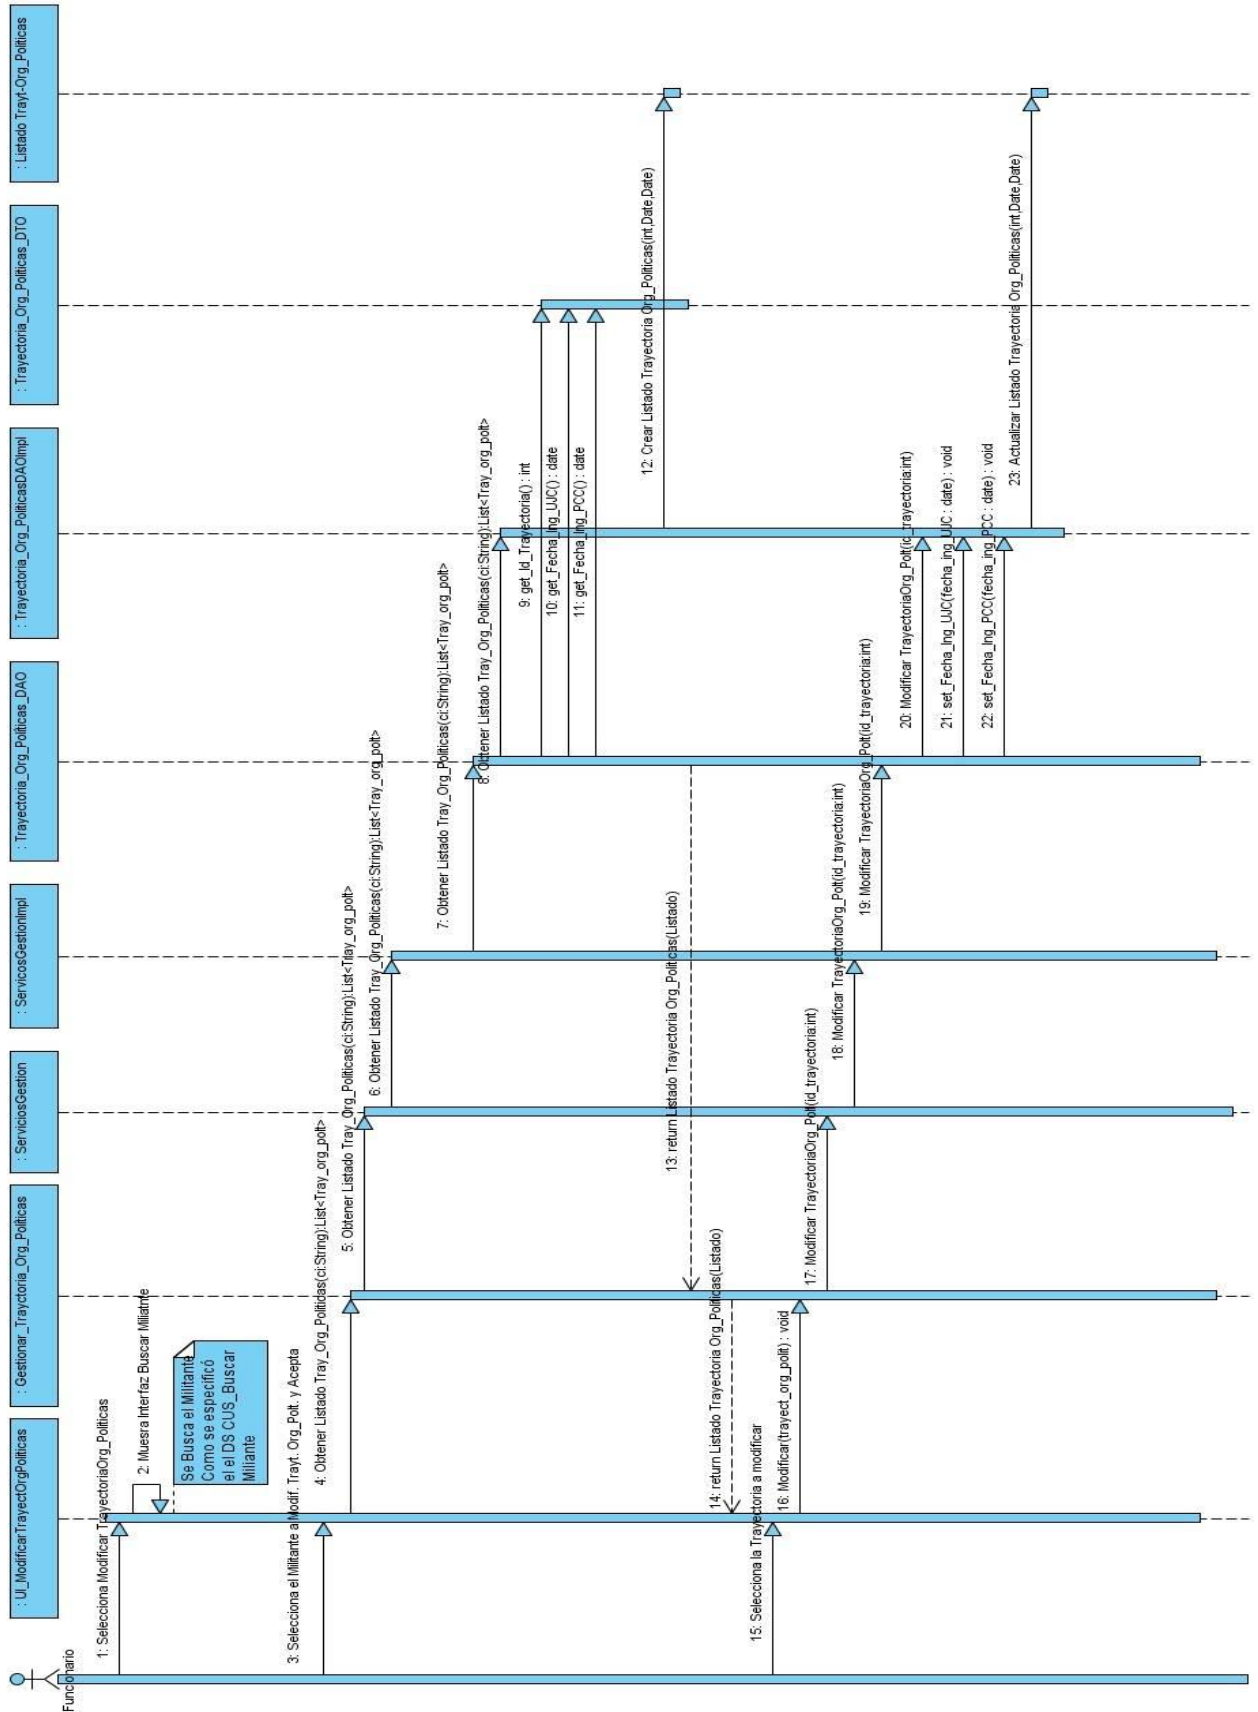 Funcionario
: UI_ModificarTrayectOrgPoliticas
: Gestionar_Trayctoria_Org_Politicas
: ServiciosGestion
: ServicosGestionImpl
: Trayectoria_Org_Politicas_DAO
: Trayectoria_Org_PoliticasDAOImpl
: Trayectoria_Org_Politicas_DTO
: Listado Trayt-Org_Politicas
1: Selecciona Modificar TrayectoriaOrg_Politicas
2: Muesra Interfaz Buscar Miliatnte
Se Busca el Militante
Como se especificó
el el DS CUS_Buscar
Miliante
3: Selecciona el Militante a Modif. Trayt. Org_Polt. y Acepta
4: Obtener Listado Tray_Org_Politicas(ci:String):List<Tray_org_polt>
5: Obtener Listado Tray_Org_Politicas(ci:String):List<Tray_org_polt>
6: Obtener Listado Tray_Org_Politicas(ci:String):List<Tray_org_polt>
7: Obtener Listado Tray_Org_Politicas(ci:String):List<Tray_org_polt>
8: Obtener Listado Tray_Org_Politicas(ci:String):List<Tray_org_polt>
9: get_Id_Trayectoria() : int
10: get_Fecha_Ing_UJC() : date
11: get_Fecha_Ing_PCC() : date
12: Crear Listado Trayectoria Org_Politicas(int,Date,Date)
13: return Listado Trayectoria Org_Politicas(Listado)
14: return Listado Trayectoria Org_Politicas(Listado)
15: Selecciona la Trayectoria a modificar
16: Modificar(trayect_org_polit) : void
17: Modificar TrayectoriaOrg_Polt(id_trayectoria:int)
18: Modificar TrayectoriaOrg_Polt(id_trayectoria:int)
19: Modificar TrayectoriaOrg_Polt(id_trayectoria:int)
20: Modificar TrayectoriaOrg_Polt(id_trayectoria:int)
21: set_Fecha_Ing_UJC(fecha_ing_UJC : date) : void
22: set_Fecha_Ing_PCC(fecha_ing_PCC : date) : void
23: Actualizar Listado Trayectoria Org_Politicas(int,Date,Date)